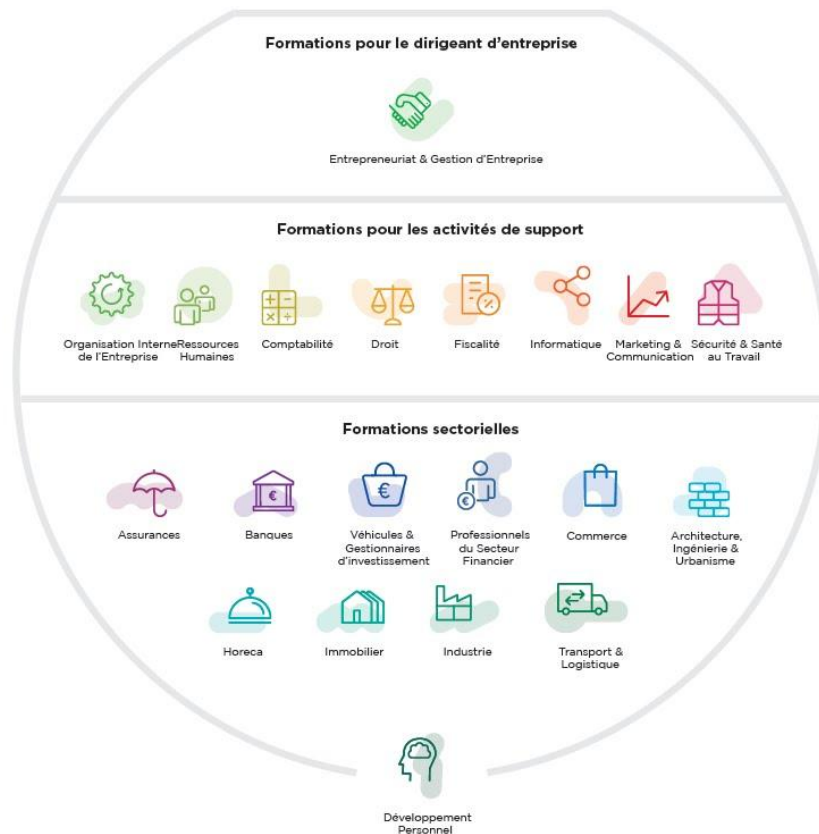 Formations pour le dirigeant d'entreprise
Entrepreneuriat & Gestion d'Entreprise
Formations pour les activités de support
Organisation Interne
de l'Entreprise
Ressources
Humaines
Comptabilité
Droit
Fiscalité
Informatique
Marketing &
Communication
Sécurité & Santé
au Travail
Formations sectorielles
Assurances
Banques
Véhicules &
Gestionnaires
d'investissement
Professionnels
du Secteur
Financier
Commerce
Architecture,
Ingénierie &
Urbanisme
Horeca
Immobilier
Industrie
Transport &
Logistique
Développement
Personnel